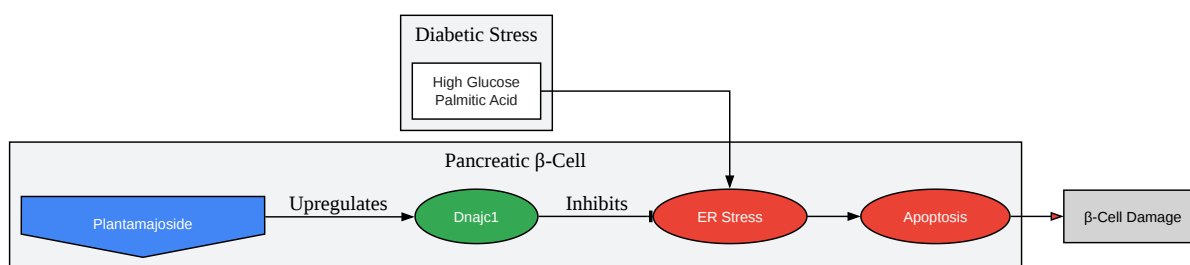 Diabetic Stress
High Glucose
Palmitic Acid
Pancreatic β-Cell
Plantamajoside
Upregulates
Dnajc1
Inhibits
ER Stress
Apoptosis
β-Cell Damage